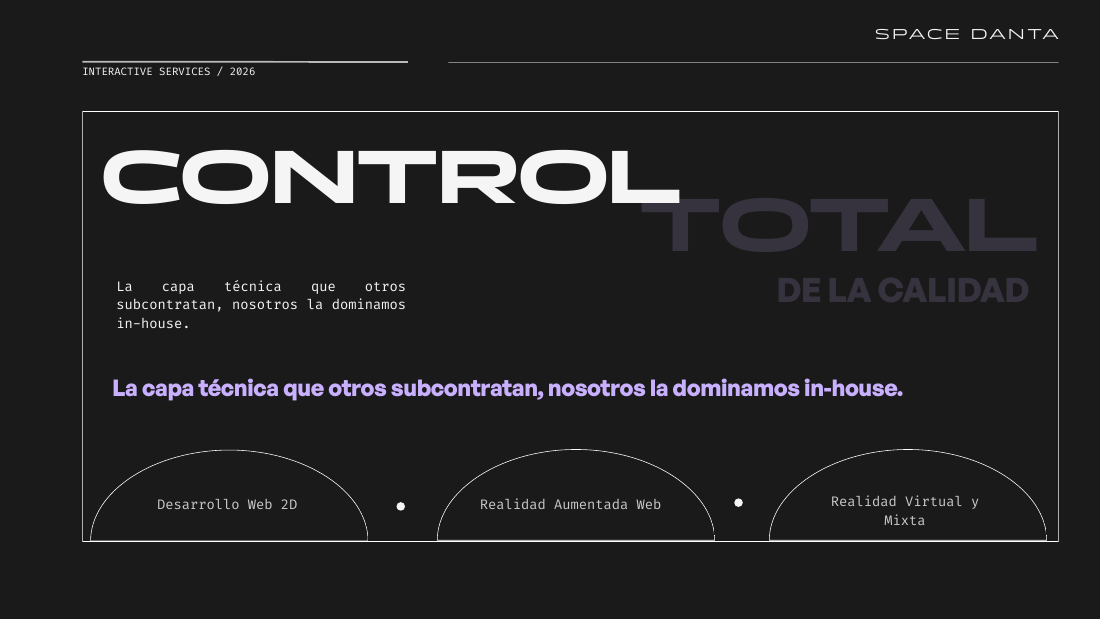 SPACE DANTA
INTERACTIVE SERVICES / 2026
CONTROL
TOTAL
DE LA CALIDAD
La capa técnica que otros
subcontratan, nosotros la dominamos
in-house.
La capa técnica que otros subcontratan, nosotros la dominamos in-house.
Desarrollo Web 2D
Realidad Aumentada Web
Realidad Virtual y
Mixta